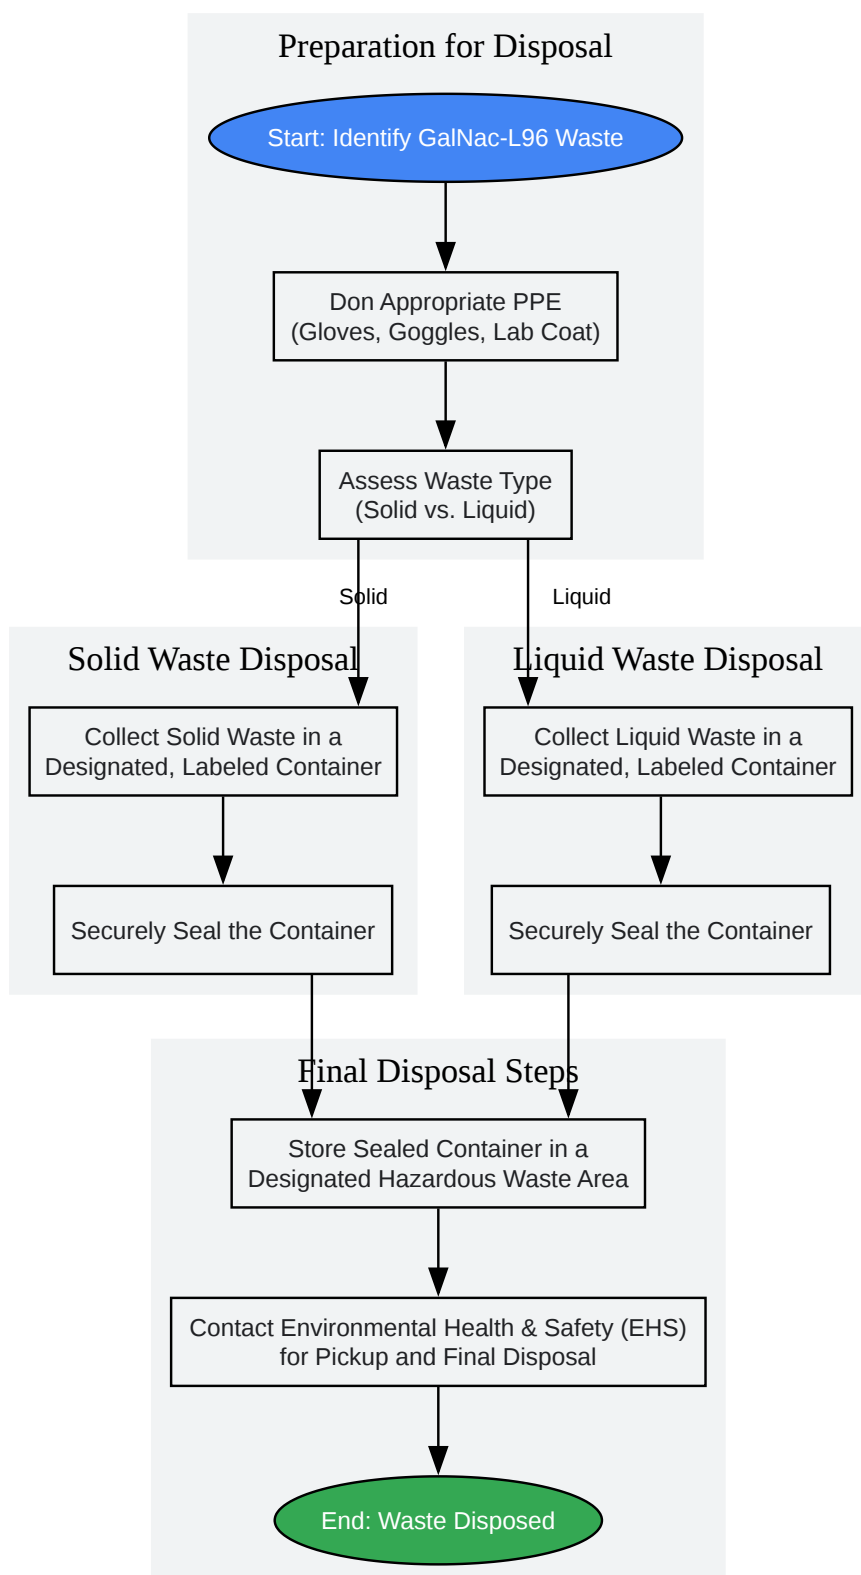 Preparation for Disposal
Start: Identify GalNac-L96 Waste
Don Appropriate PPE
(Gloves, Goggles, Lab Coat)
Assess Waste Type
(Solid vs. Liquid)
Solid
Liquid
Solid Waste Disposal
Collect Solid Waste in a
Designated, Labeled Container
Securely Seal the Container
Liquid Waste Disposal
Collect Liquid Waste in a
Designated, Labeled Container
Securely Seal the Container
Final Disposal Steps
Store Sealed Container in a
Designated Hazardous Waste Area
Contact Environmental Health & Safety (EHS)
for Pickup and Final Disposal
End: Waste Disposed